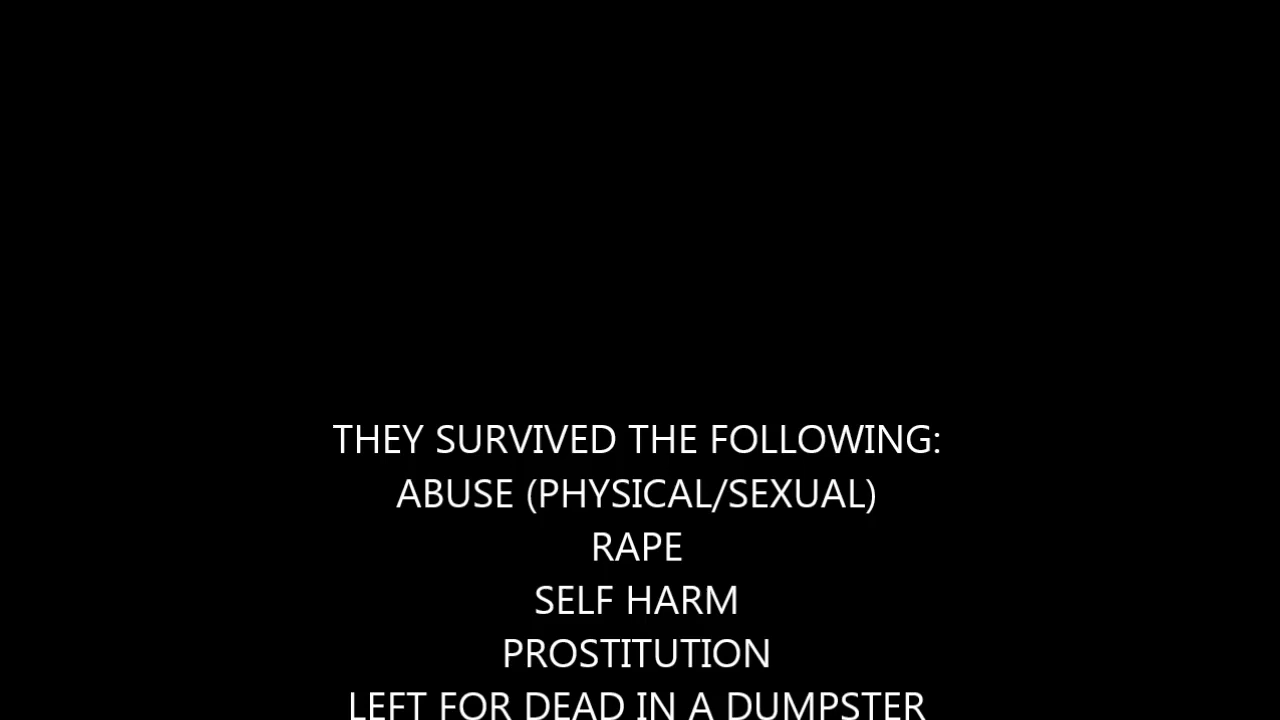 THEY SURVIVED THE FOLLOWING:
ABUSE (PHYSICAL/SEXUAL)
RAPE
SELF HARM
PROSTITUTION
LEFT FOR DEAD IN A DUMPSTER